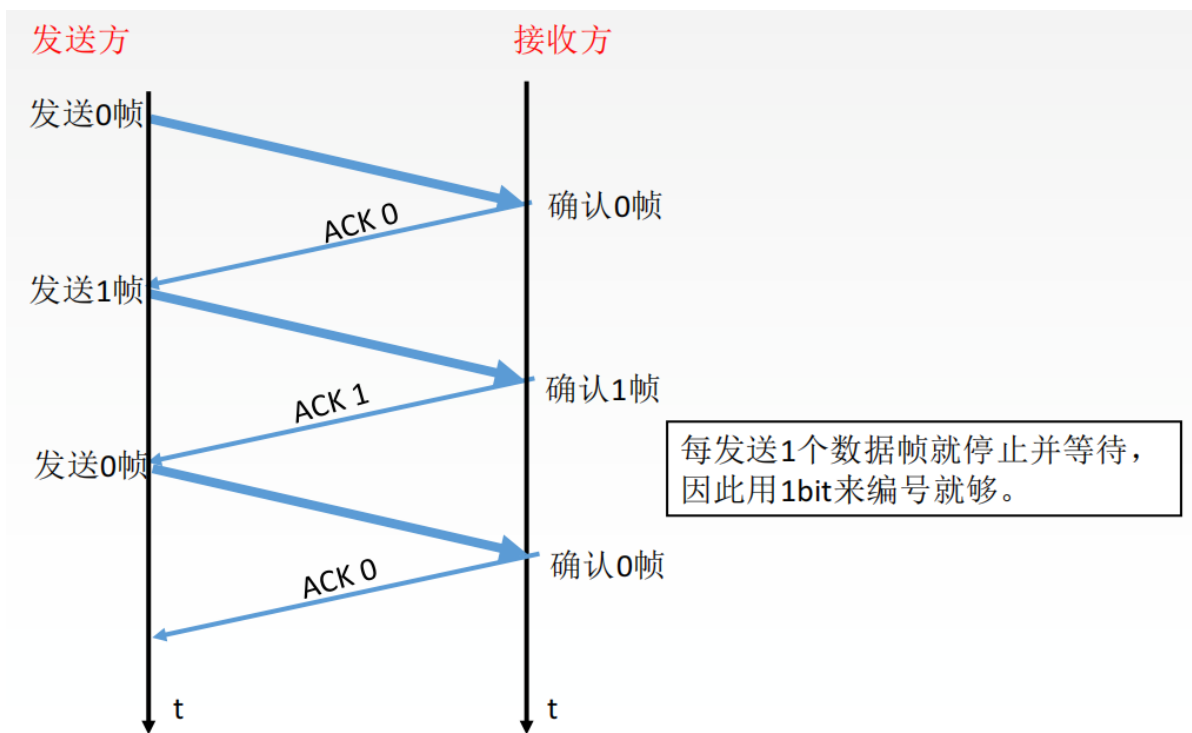 发送方
接收方
发送0帧
确认0帧
ACK 0
发送1帧
确认1帧
ACK 1
每发送1个数据帧就停止并等待，
因此用1bit来编号就够。
发送0帧
确认0帧
ACK 0
t
t